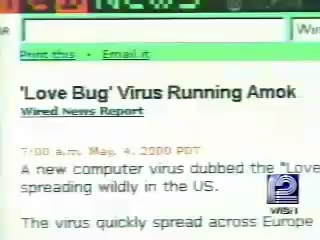 NEWS
Print this • Email it
'Love Bug' Virus Running Amok
Wired News Report
7:00 a.m. May. 4, 2000 PDT
A new computer virus dubbed the "Love
spreading wildly in the US.
2
The virus quickly spread across Europe